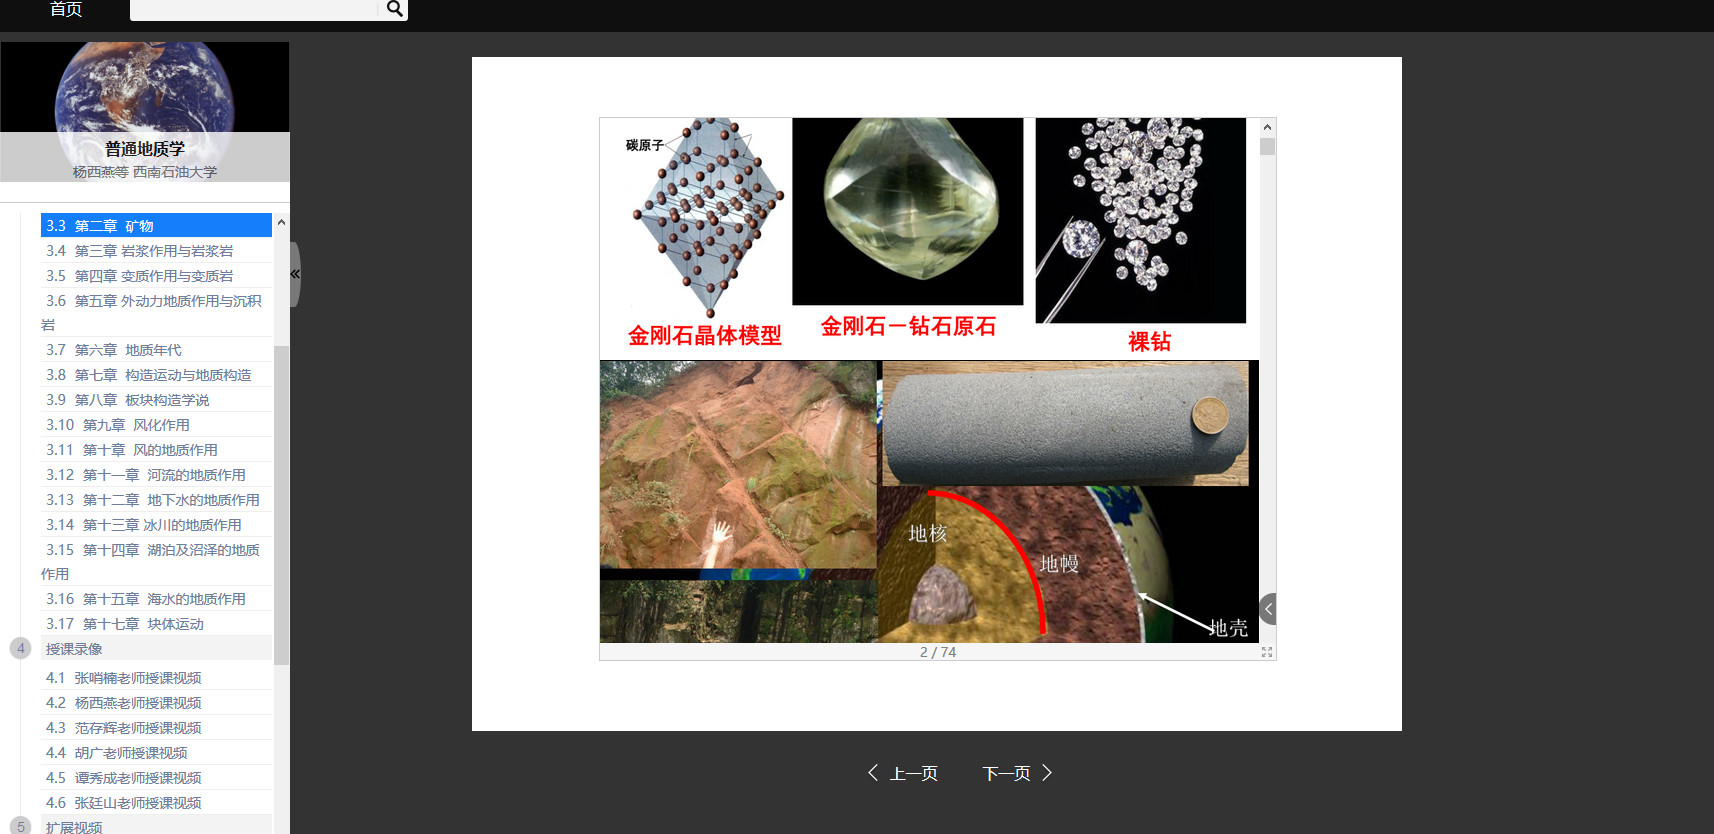 首页
普通地质学
杨西燕等 西南石油大学
3.3 第二章 矿物
3.4 第三章 岩浆作用与岩浆岩
3.5 第四章 变质作用与变质岩
3.6 第五章 外动力地质作用与沉积
岩
3.7 第六章 地质年代
3.8 第七章 构造运动与地质构造
3.9 第八章 板块构造学说
3.10 第九章 风化作用
3.11 第十章 风的地质作用
3.12 第十一章 河流的地质作用
3.13 第十二章 地下水的地质作用
3.14 第十三章 冰川的地质作用
3.15 第十四章 湖泊及沼泽的地质
作用
3.16 第十五章 海水的地质作用
3.17 第十七章 块体运动
4 授课录像
4.1 张哨楠老师授课视频
4.2 杨西燕老师授课视频
4.3 范存辉老师授课视频
4.4 胡广老师授课视频
4.5 谭秀成老师授课视频
4.6 张廷山老师授课视频
5 扩展视频
碳原子
金刚石晶体模型
金刚石－钻石原石
裸钻
地核
地幔
地壳
2 / 74
上一页
下一页